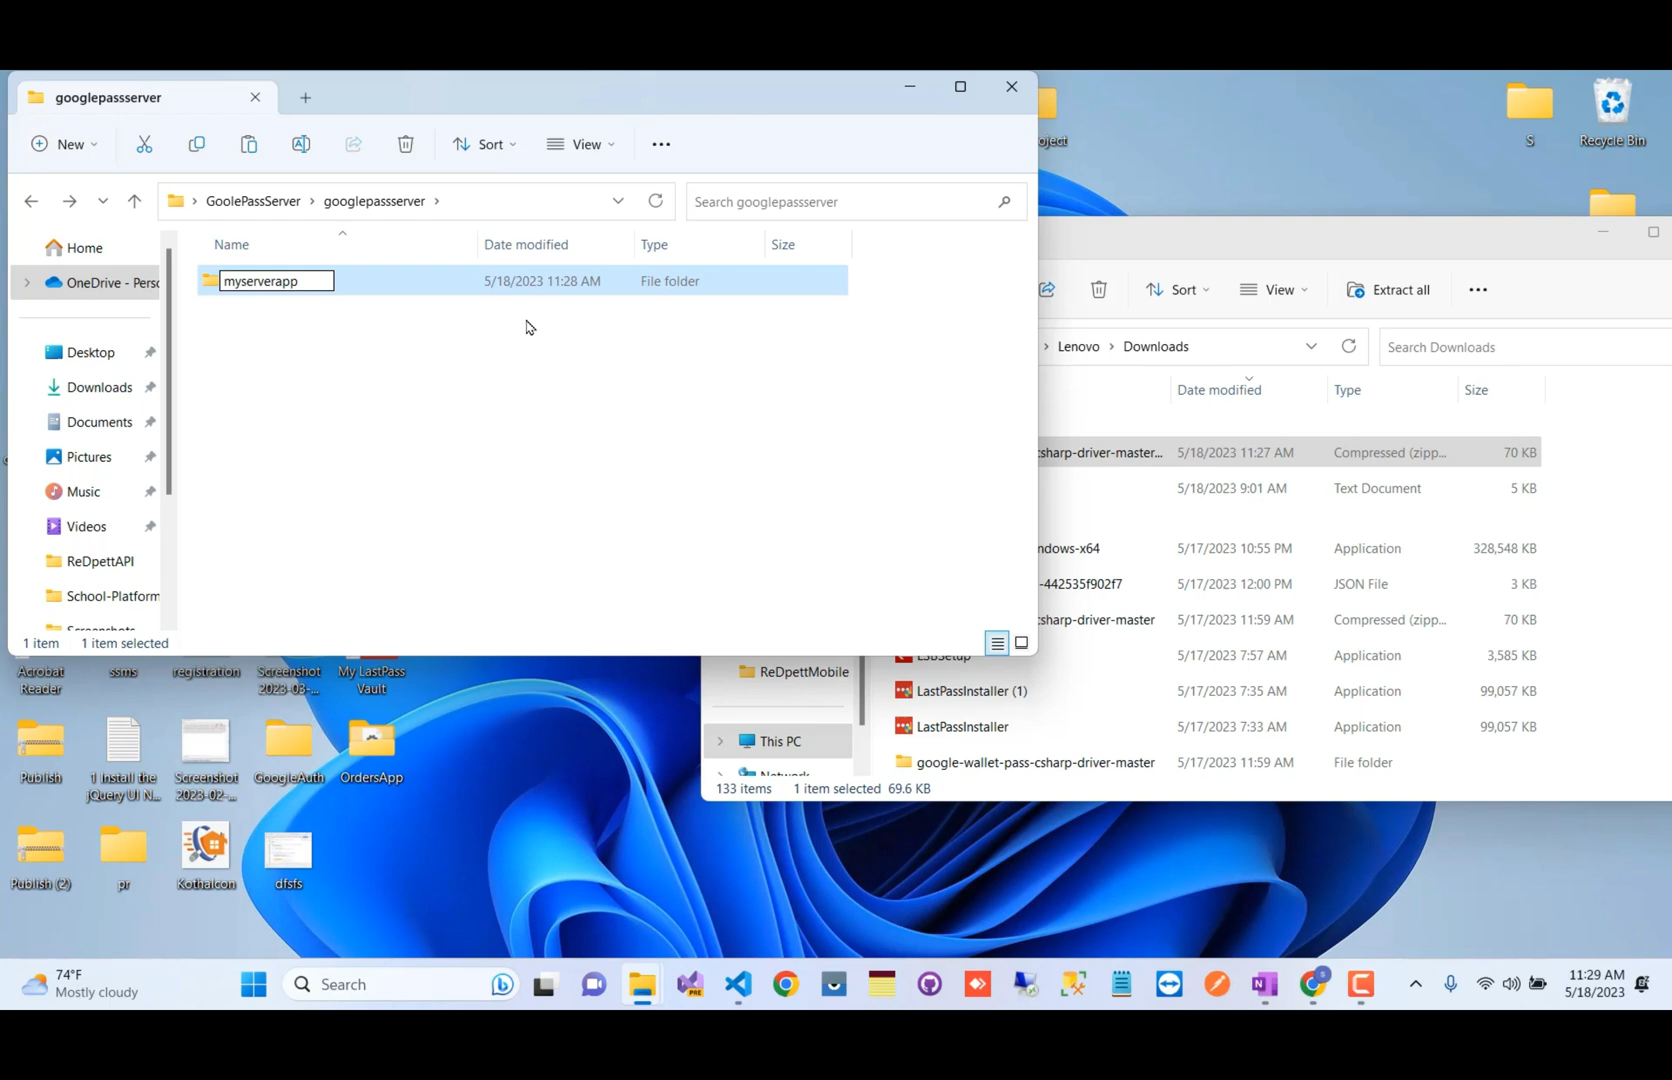 googlepassserver
New
Sort
View
GoolePassServer
googlepassserver
Search googlepassserver
Name
Date modified
Type
Size
myserverapp
5/18/2023 11:28 AM
File folder
Home
OneDrive - Perso
Desktop
Downloads
Documents
Pictures
Music
Videos
ReDpettAPI
School-Platform
1 item
1 item selected
oject
S
Recycle Bin
Sort
View
Extract all
Lenovo
Downloads
Search Downloads
Date modified
Type
Size
csharp-driver-master...
5/18/2023 11:27 AM
Compressed (zipp...
70 KB
5/18/2023 9:01 AM
Text Document
5 KB
ndows-x64
5/17/2023 10:55 PM
Application
328,548 KB
-442535f902f7
5/17/2023 12:00 PM
JSON File
3 KB
csharp-driver-master
5/17/2023 11:59 AM
Compressed (zipp...
70 KB
5/17/2023 7:57 AM
Application
3,585 KB
LastPassInstaller (1)
5/17/2023 7:35 AM
Application
99,057 KB
LastPassInstaller
5/17/2023 7:33 AM
Application
99,057 KB
google-wallet-pass-csharp-driver-master
5/17/2023 11:59 AM
File folder
ReDpettMobile
This PC
Network
133 items
1 item selected 69.6 KB
Acrobat
Reader
ssms
registration
Screenshot
2023-03-...
My LastPass
Vault
Publish
1 Install the
jQuery UI N...
Screenshot
2023-02-...
GoogleAuth
OrdersApp
Publish (2)
pr
KothaIcon
dfsfs
74°F
Mostly cloudy
Search
PRE
5
11:29 AM
5/18/2023